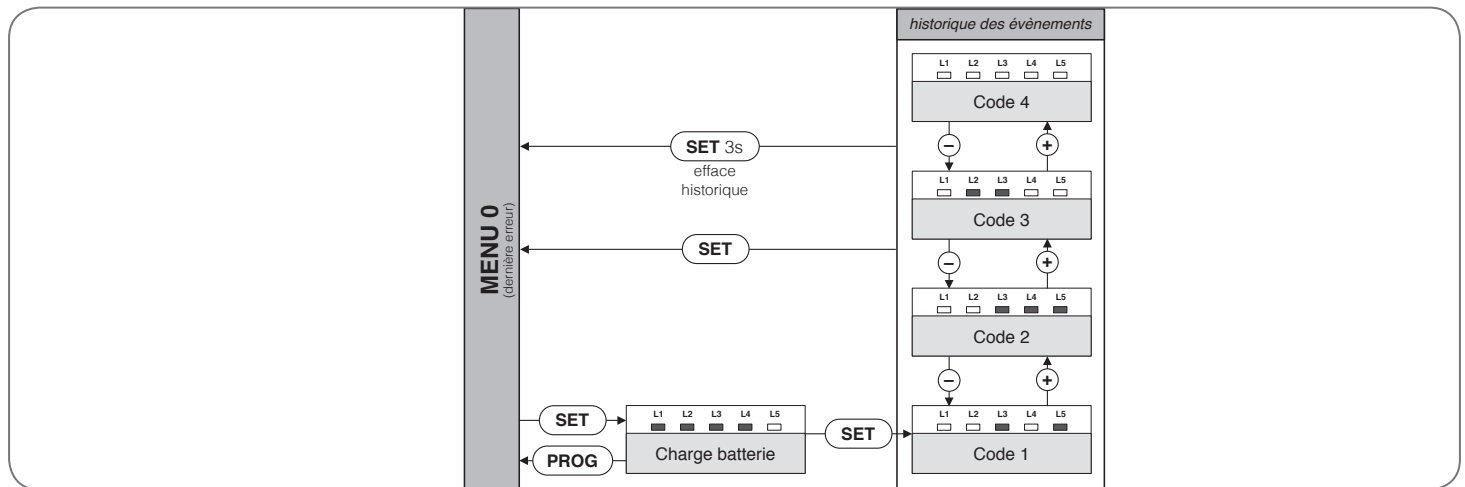 historique des évènements
L1 L2 L3 L4 L5
Code 4
SET 3s
efface
historique
−
+
L1 L2 L3 L4 L5
Code 3
MENU 0
(dernière erreur)
SET
−
+
L1 L2 L3 L4 L5
Code 2
−
+
SET
L1 L2 L3 L4 L5
Charge batterie
PROG
SET
L1 L2 L3 L4 L5
Code 1